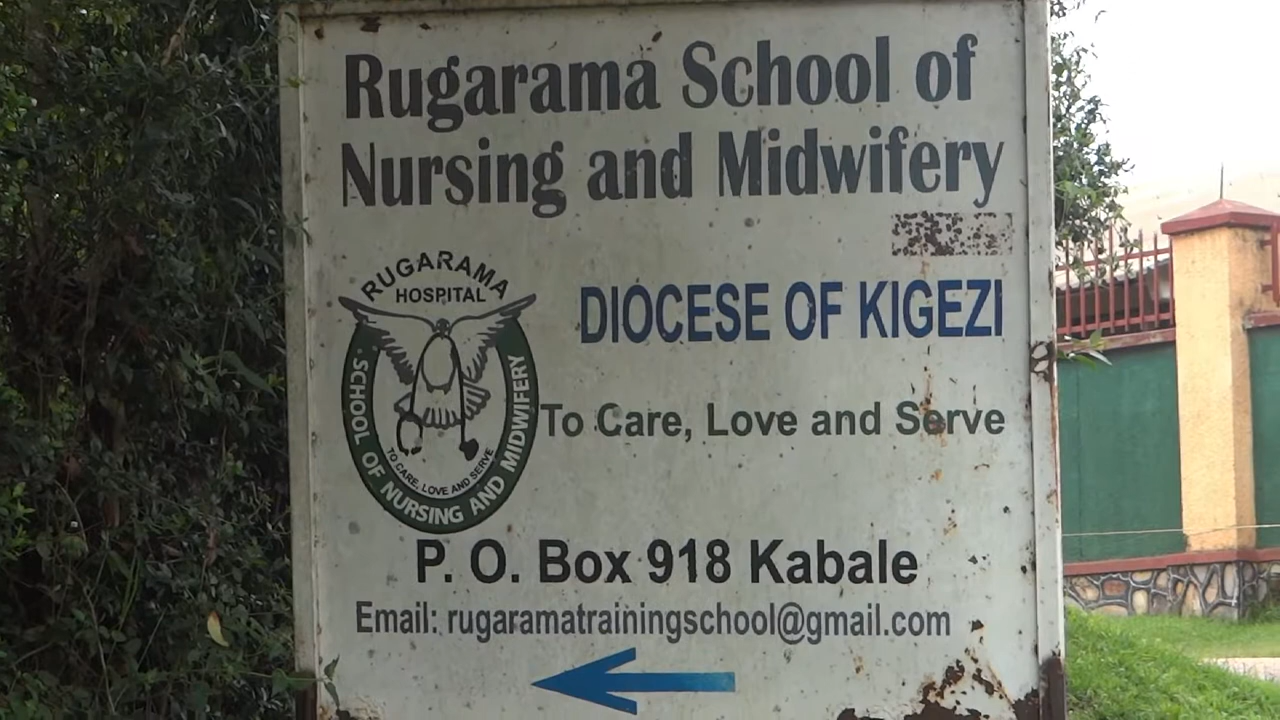 Rugarama School of
Nursing and Midwifery
RUGARAMA
HOSPITAL
SCHOOL OF NURSING AND MIDWIFERY
TO CARE, LOVE AND SERVE
DIOCESE OF KIGEZI
To Care, Love and Serve
P. O. Box 918 Kabale
Email: rugaramatrainingschool@gmail.com